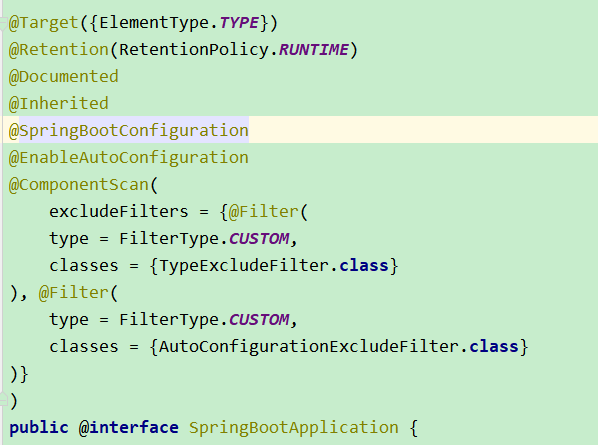 @Target({ElementType.TYPE})
@Retention(RetentionPolicy.RUNTIME)
@Documented
@Inherited
@SpringBootConfiguration
@EnableAutoConfiguration
@ComponentScan(
    excludeFilters = {@Filter(
    type = FilterType.CUSTOM,
    classes = {TypeExcludeFilter.class}
), @Filter(
    type = FilterType.CUSTOM,
    classes = {AutoConfigurationExcludeFilter.class}
)}
)
public @interface SpringBootApplication {